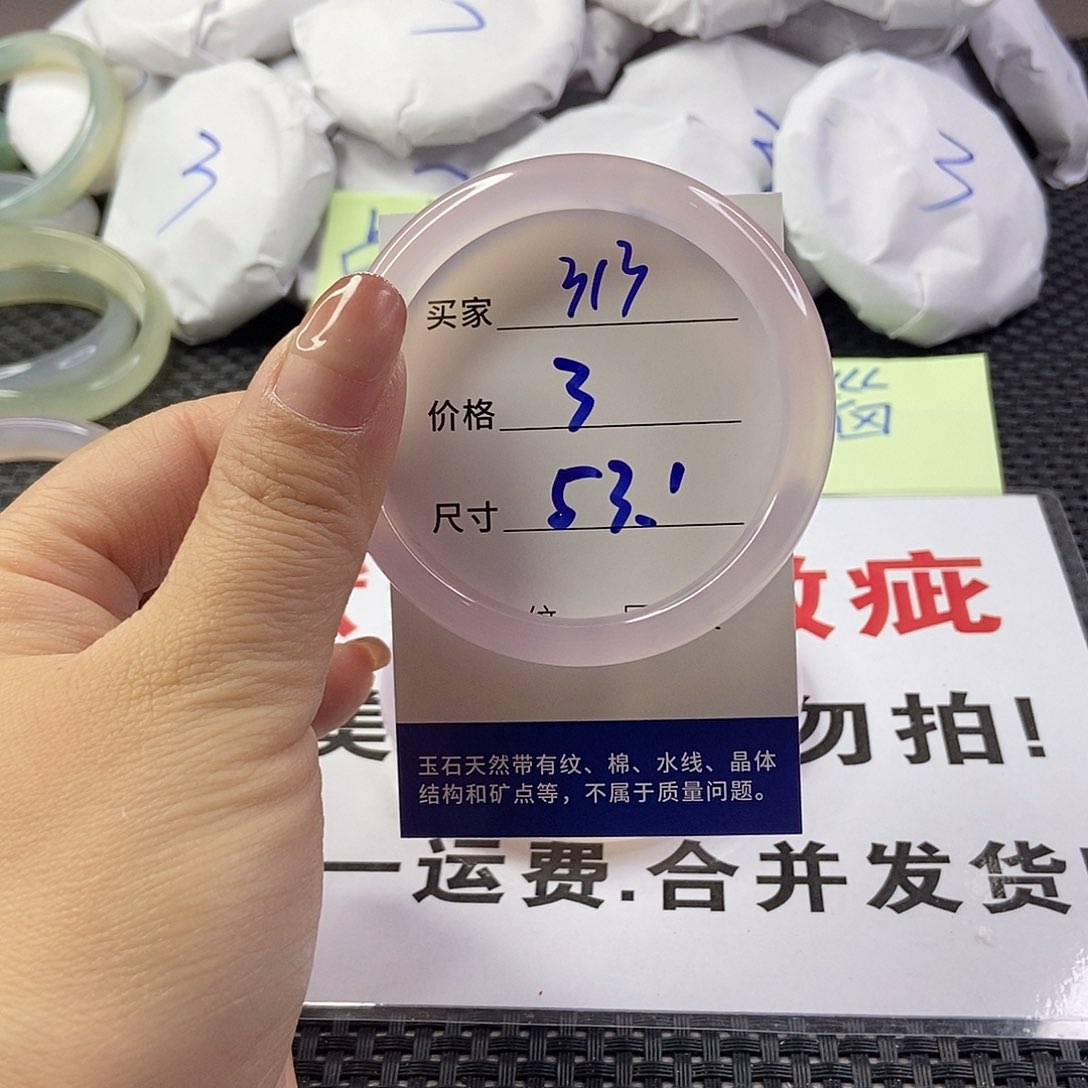 3
3
买家 313
价格 3
尺寸 53.1
瑕疵
勿拍!
玉石天然带有纹、棉、水线、晶体
结构和矿点等，不属于质量问题。
一运费.合并发货